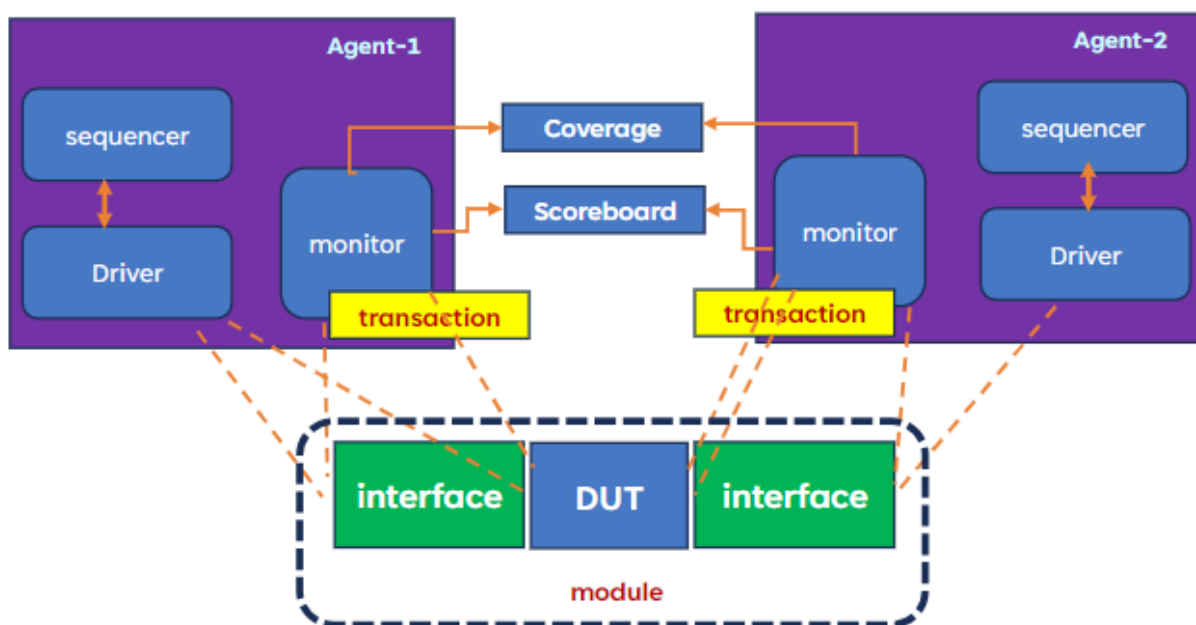 Agent-1
Agent-2
sequencer
Coverage
sequencer
Scoreboard
monitor
monitor
Driver
Driver
transaction
transaction
interface
DUT
interface
module